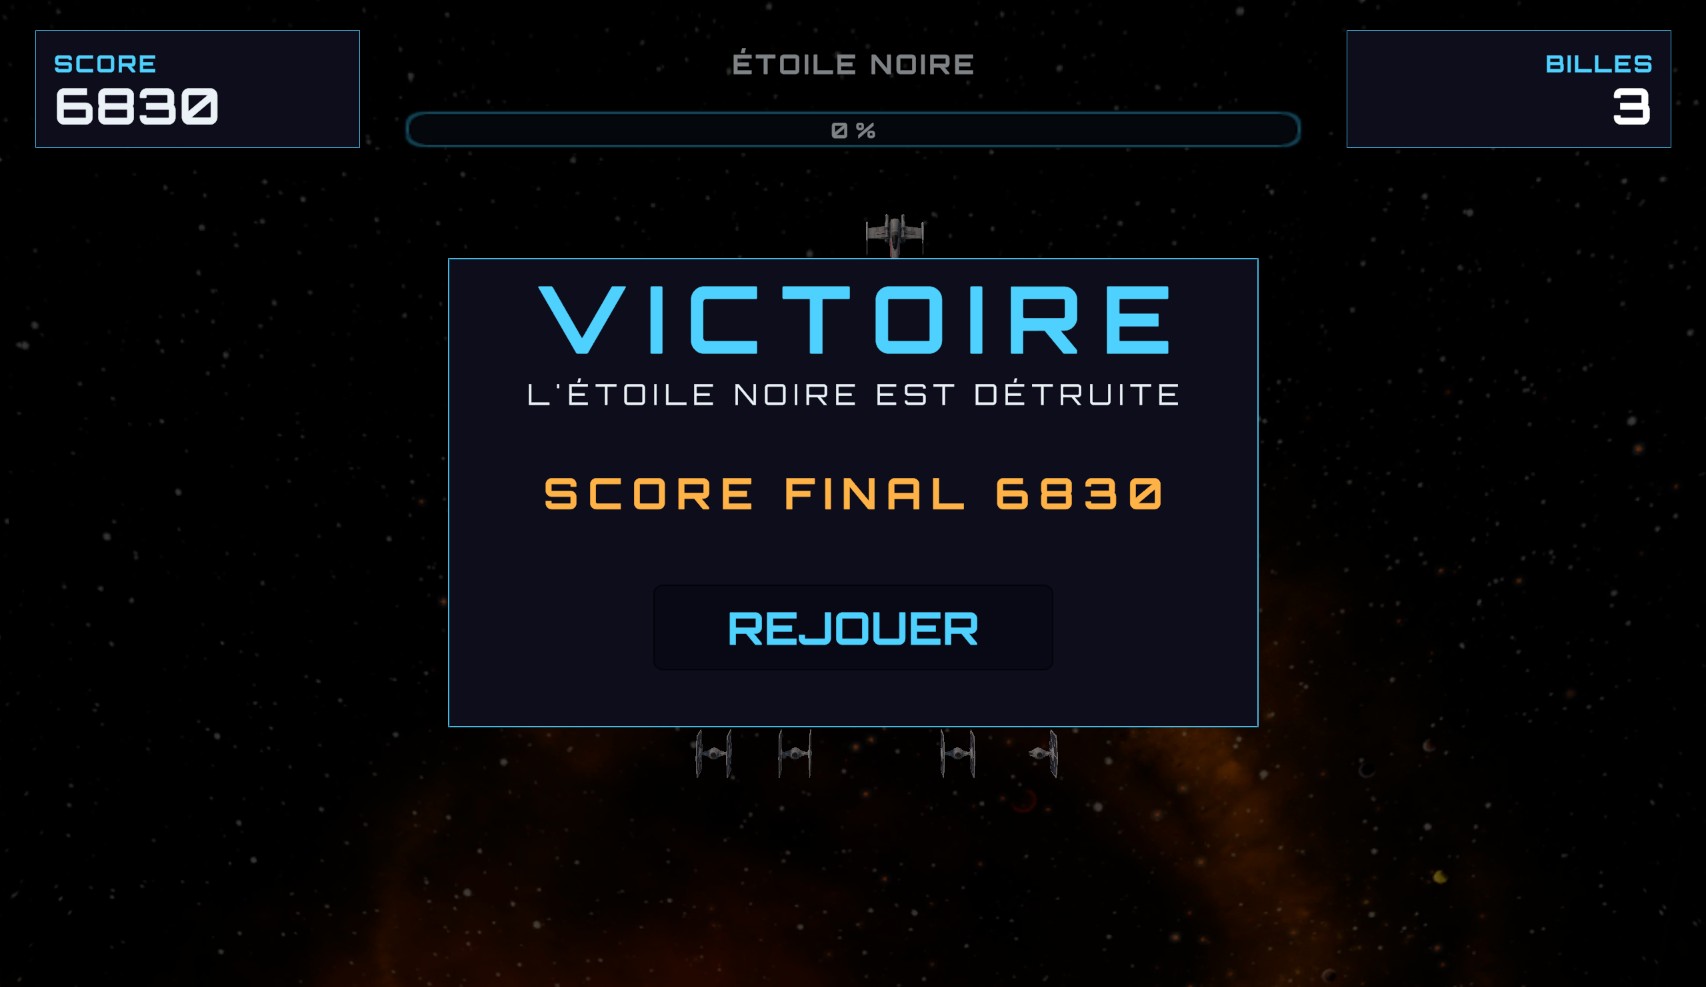 SCORE
6830
ÉTOILE NOIRE
0 %
BILLES
3
VICTOIRE
L'ÉTOILE NOIRE EST DÉTRUITE
SCORE FINAL 6830
REJOUER